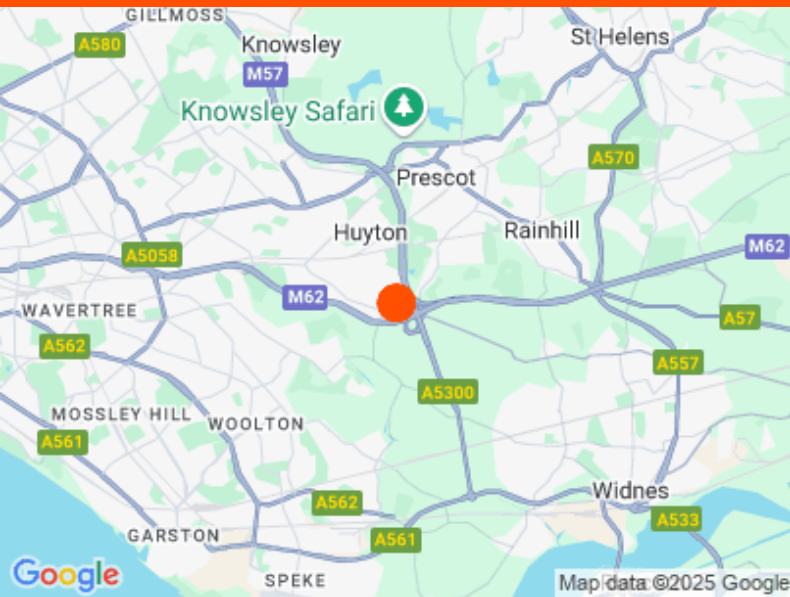 GILLMOSS
A580
Knowsley
St Helens
M57
Knowsley Safari
A570
Prescot
Huyton
Rainhill
A5058
M62
M62
WAVERTREE
A57
A562
A557
A5300
MOSSLEY HILL
WOOLTON
A561
Widnes
A562
A533
GARSTON
A561
Google
SPEKE
Map data ©2025 Google